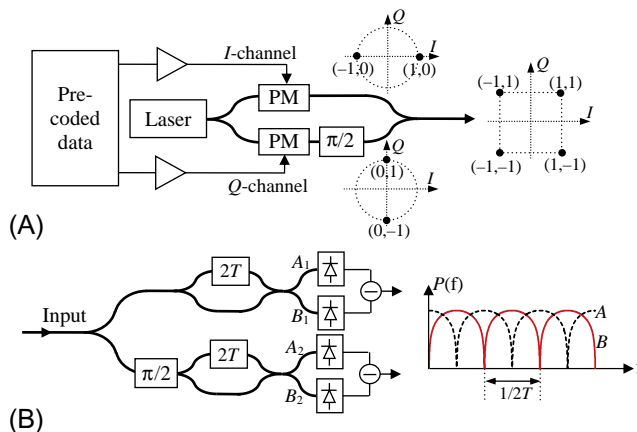 Pre-
coded
data
I-channel
Laser
PM
PM
π/2
Q-channel
Q
I
(−1,0)
(1,0)
Q
I
(0,1)
(0,−1)
Q
(−1,1)
(1,1)
I
(−1,−1)
(1,−1)
(A)
Input
2T
A1
B1
−
π/2
2T
A2
B2
−
P(f)
A
B
1/2T
(B)